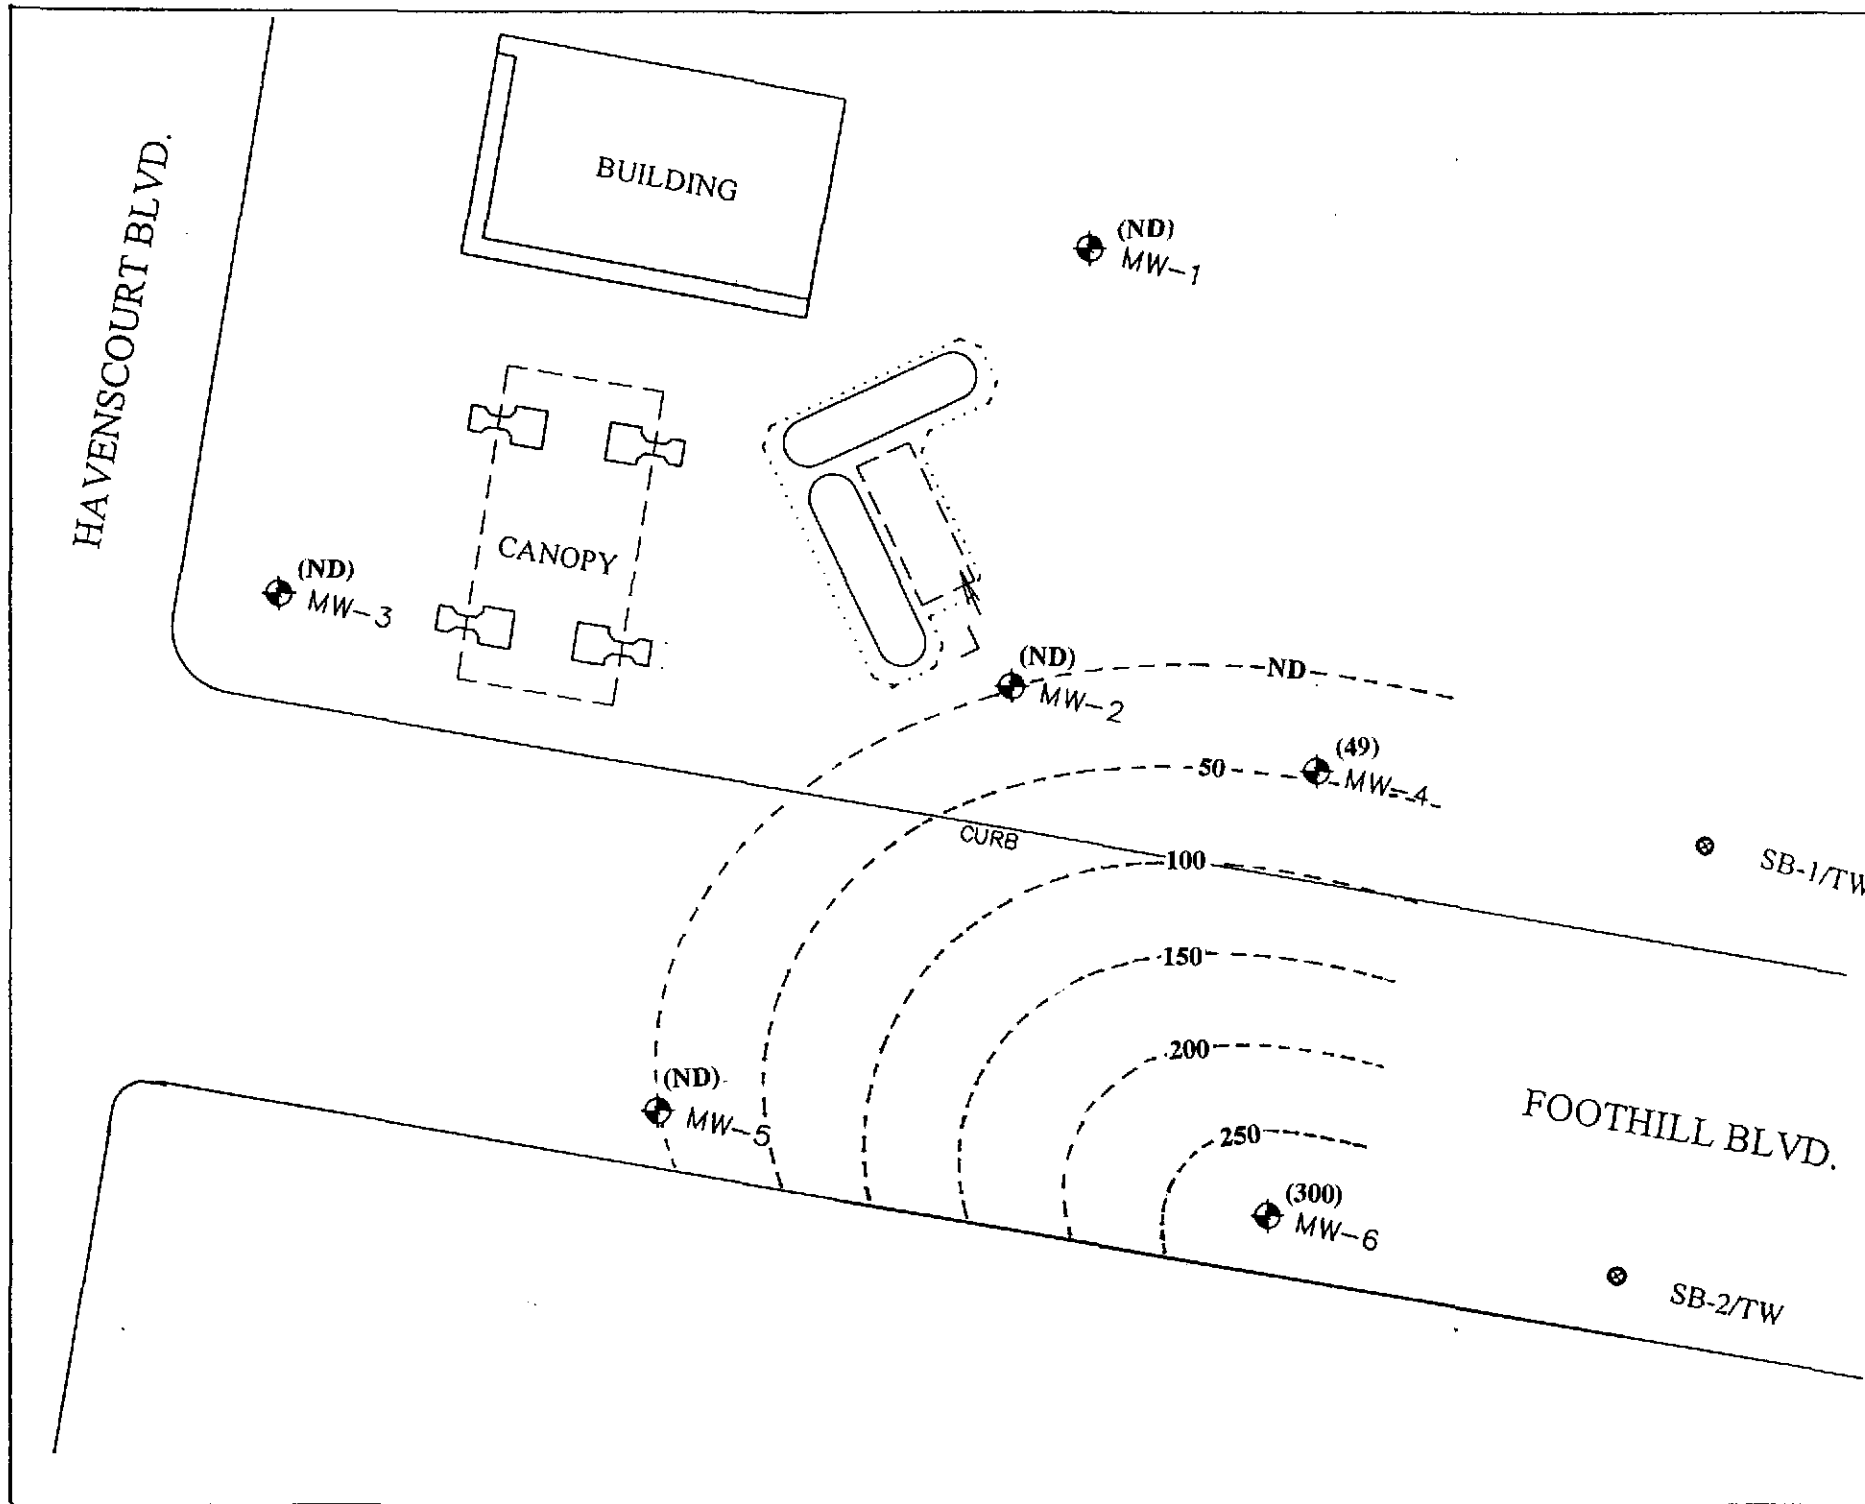 HAVENSCOURT BLVD.
BUILDING
(ND)
MW-1
CANOPY
(ND)
MW-3
(ND)
MW-2
ND
(49)
MW-4
50
CURB
100
SB-1/TW
150
200
(ND)
MW-5
250
FOOTHILL BLVD.
(300)
MW-6
SB-2/TW